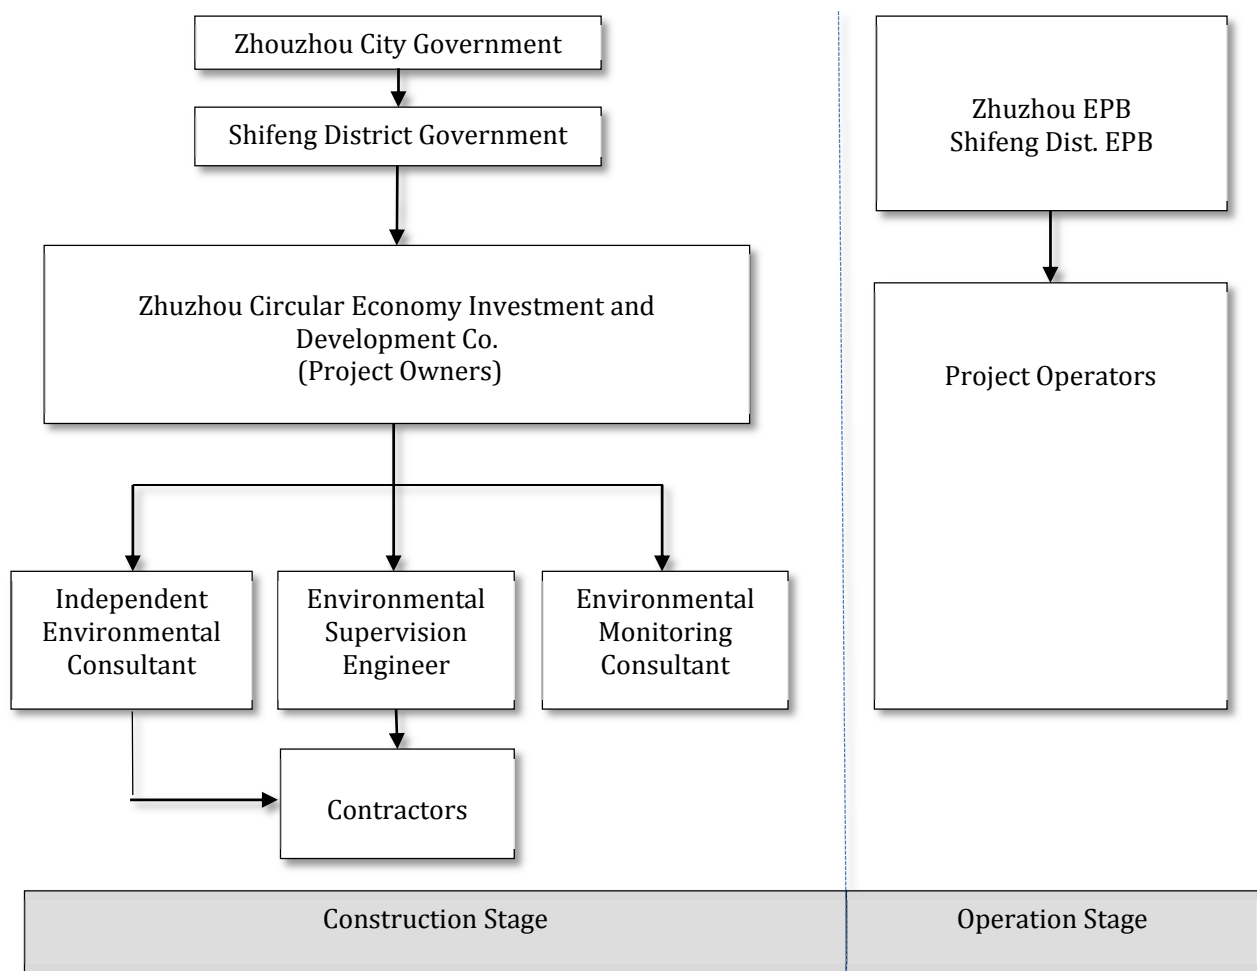 Zhouzhou City Government
Shifeng District Government
Zhuzhou Circular Economy Investment and
Development Co.
(Project Owners)
Independent
Environmental
Consultant
Environmental
Supervision
Engineer
Environmental
Monitoring
Consultant
Contractors
Construction Stage
Zhuzhou EPB
Shifeng Dist. EPB
Project Operators
Operation Stage